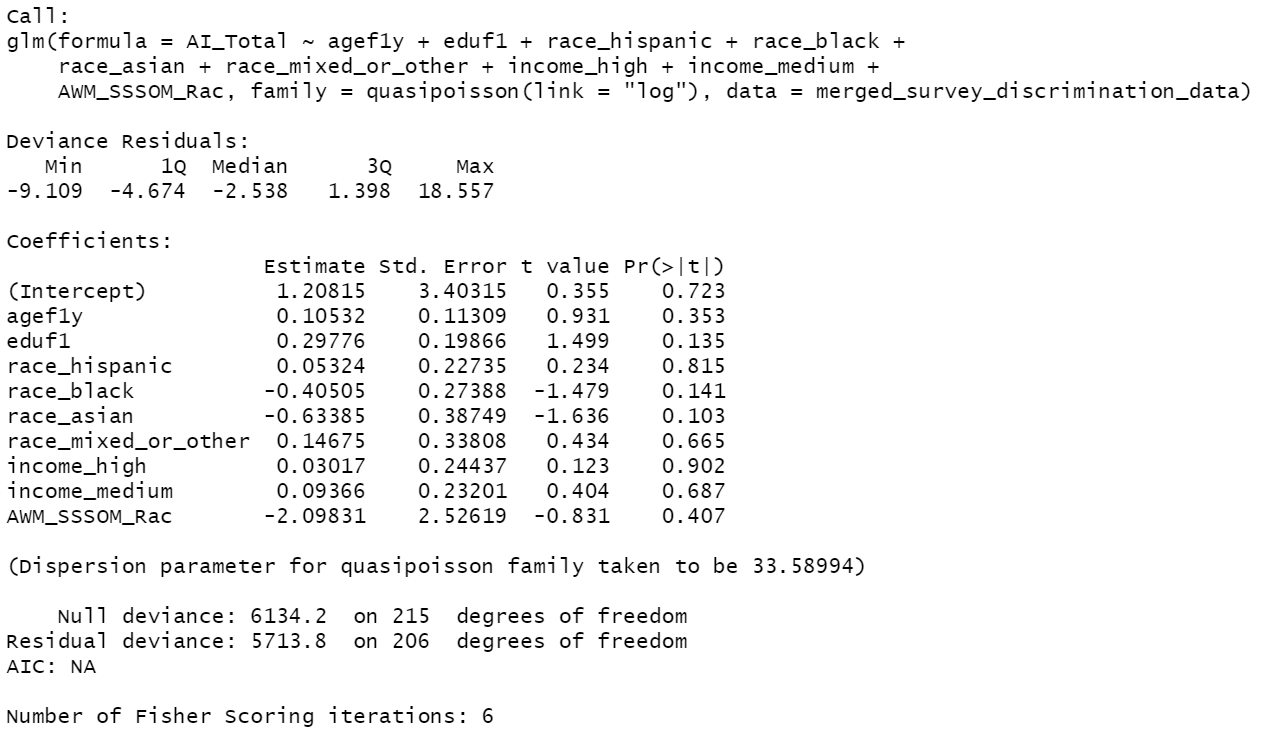 Call:
glm(formula = AI_Total ~ agef1y + eduf1 + race_hispanic + race_black +
    race_asian + race_mixed_or_other + income_high + income_medium +
    AWM_SSSOM_Rac, family = quasipoisson(link = "log"), data = merged_survey_discrimination_data)

Deviance Residuals:
   Min      1Q  Median      3Q     Max
-9.109  -4.674  -2.538   1.398  18.557

Coefficients:
                    Estimate Std. Error t value Pr(>|t|)
(Intercept)          1.20815    3.40315   0.355    0.723
agef1y               0.10532    0.11309   0.931    0.353
eduf1                0.29776    0.19866   1.499    0.135
race_hispanic        0.05324    0.22735   0.234    0.815
race_black          -0.40505    0.27388  -1.479    0.141
race_asian          -0.63385    0.38749  -1.636    0.103
race_mixed_or_other  0.14675    0.33808   0.434    0.665
income_high          0.03017    0.24437   0.123    0.902
income_medium        0.09366    0.23201   0.404    0.687
AWM_SSSOM_Rac       -2.09831    2.52619  -0.831    0.407

(Dispersion parameter for quasipoisson family taken to be 33.58994)

    Null deviance: 6134.2  on 215  degrees of freedom
Residual deviance: 5713.8  on 206  degrees of freedom
AIC: NA

Number of Fisher Scoring iterations: 6